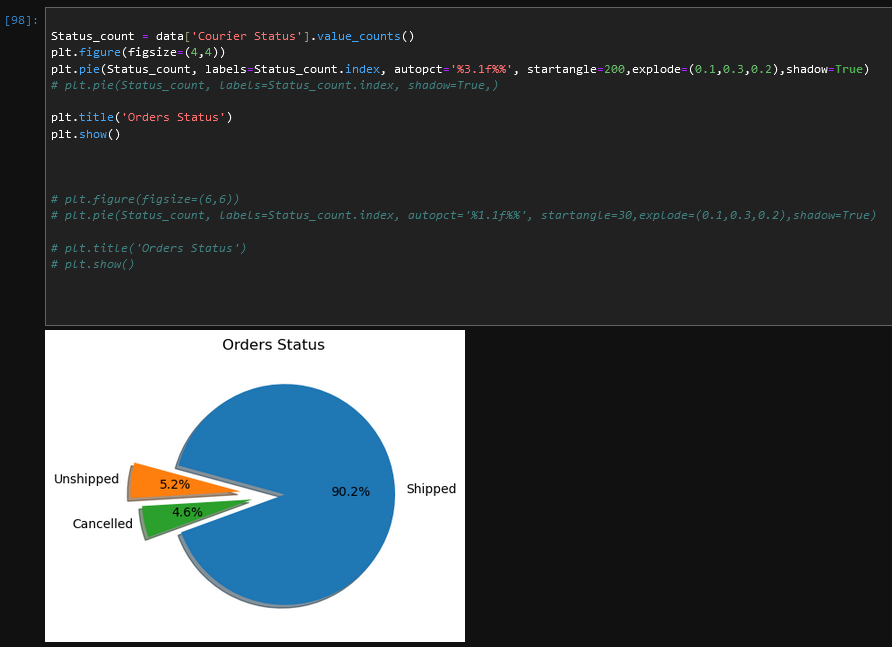 [98]:
Status_count = data['Courier Status'].value_counts()
plt.figure(figsize=(4,4))
plt.pie(Status_count, labels=Status_count.index, autopct='%3.1f%%', startangle=200,explode=(0.1,0.3,0.2),shadow=True)
# plt.pie(Status_count, labels=Status_count.index, shadow=True,)
plt.title('Orders Status')
plt.show()
# plt.figure(figsize=(6,6))
# plt.pie(Status_count, labels=Status_count.index, autopct='%1.1f%%', startangle=30,explode=(0.1,0.3,0.2),shadow=True)
# plt.title('Orders Status')
# plt.show()
Orders Status
Unshipped
5.2%
90.2%
Shipped
4.6%
Cancelled